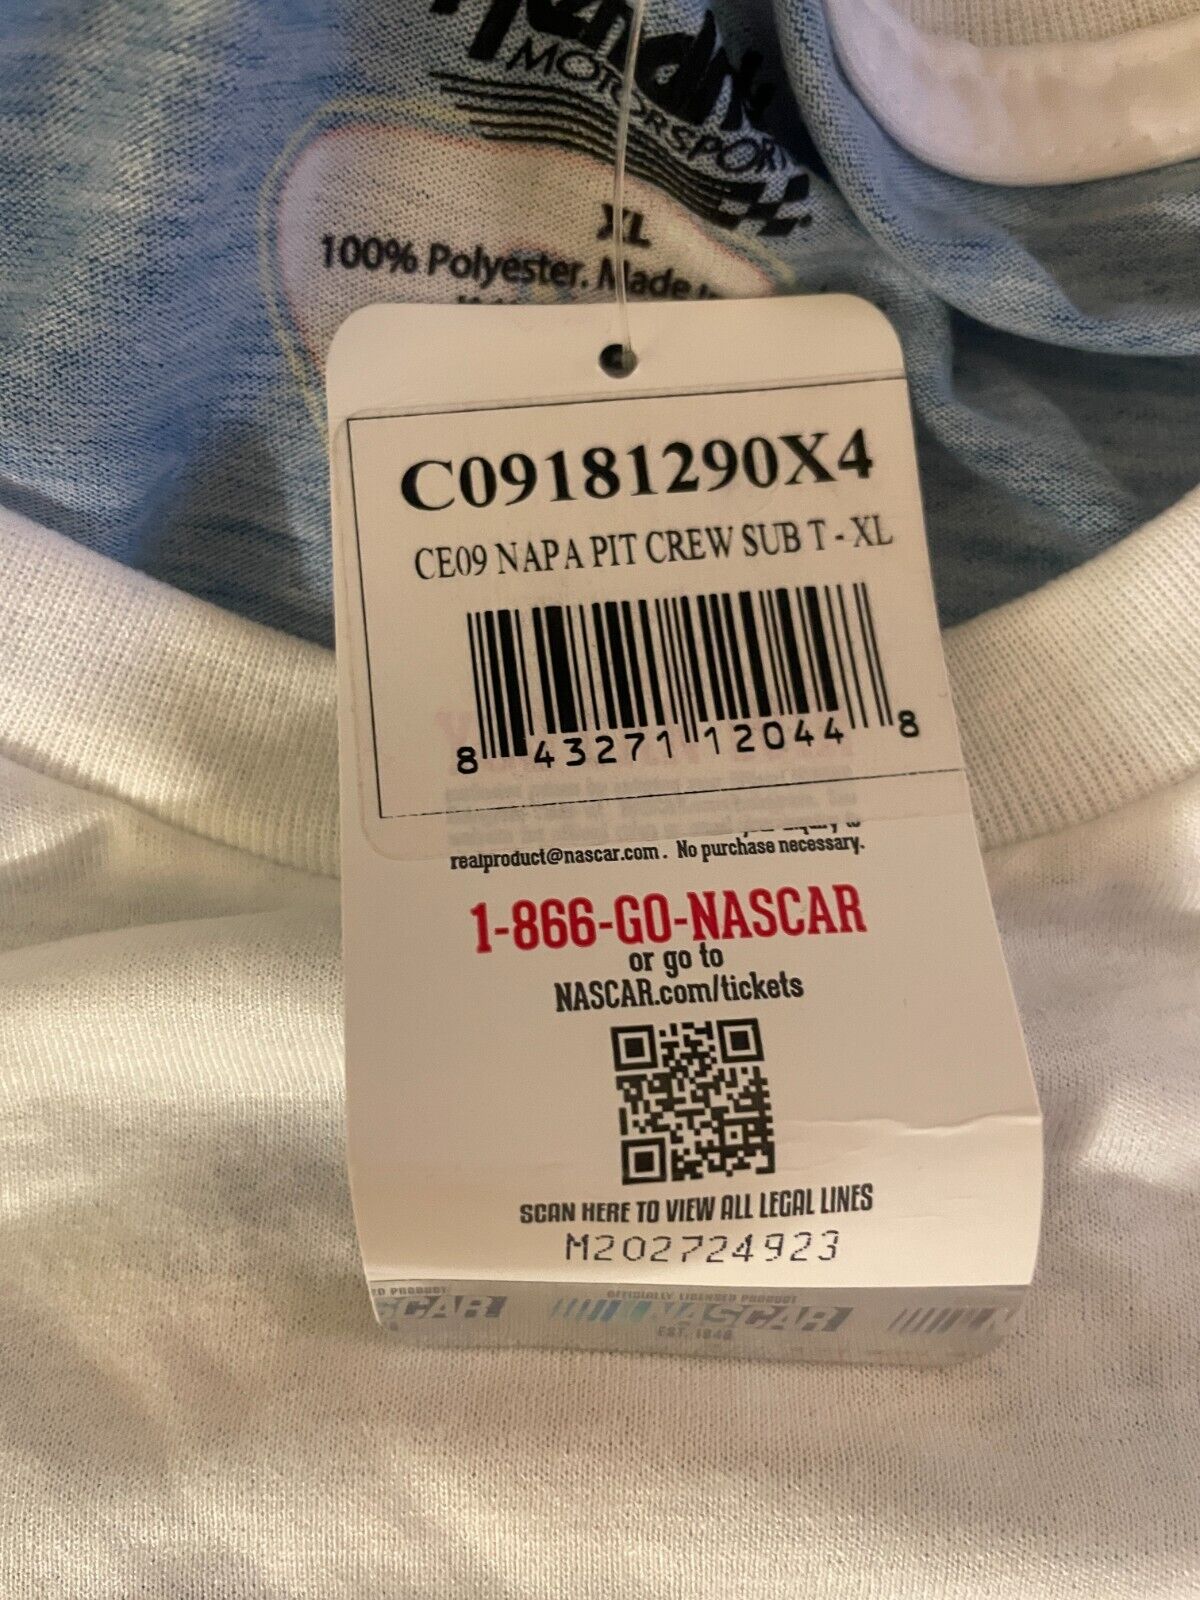 MOTORSPORTS
XL
100% Polyester. Made
C09181290X4
CE09 NAPA PIT CREW SUB T - XL
8 43271 12044 8
realproduct@nascar.com. No purchase necessary.
1-866-GO-NASCAR
or go to
NASCAR.com/tickets
SCAN HERE TO VIEW ALL LEGAL LINES
M202724923
OFFICIALLY LICENSED PRODUCT
NASCAR
EST. 1948